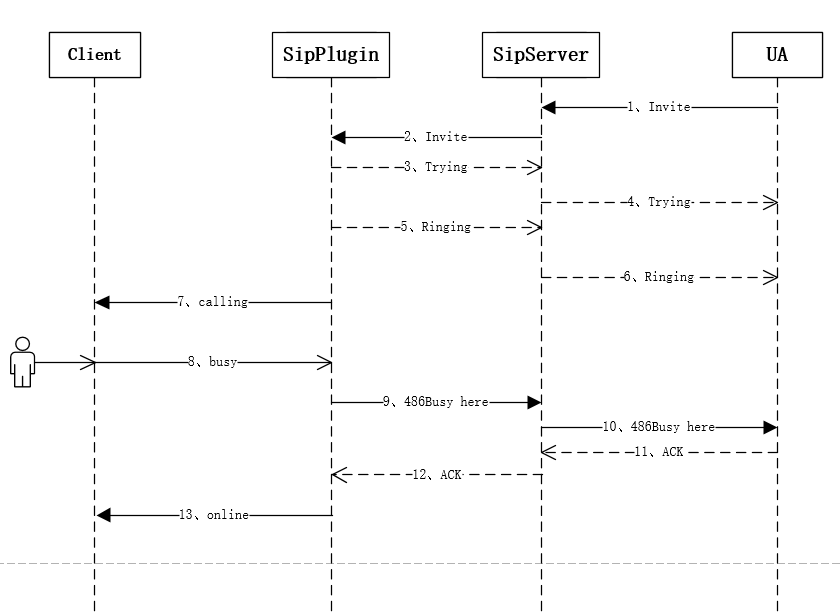 Client
SipPlugin
SipServer
UA
1、Invite
2、Invite
3、Trying
4、Trying
5、Ringing
6、Ringing
7、calling
8、busy
9、486Busy here
10、486Busy here
11、ACK
12、ACK
13、online